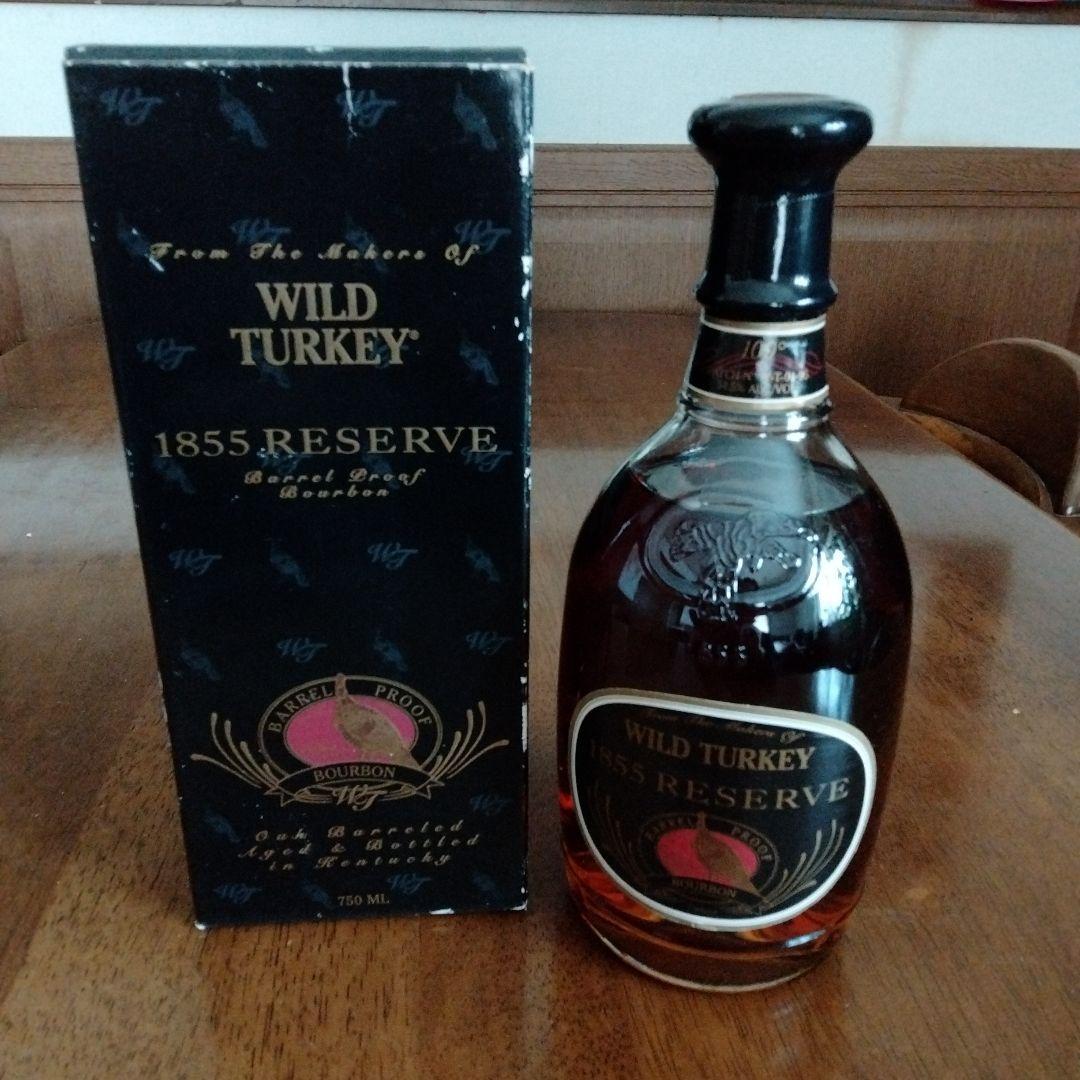 From The Makers Of
WILD
TURKEY®
1855 RESERVE
Barrel Proof
Bourbon
BARREL PROOF
BOURBON
WT
Oak Barreled
Aged & Bottled
in Kentucky
750 ML
From The Makers Of
WILD TURKEY
1855 RESERVE
BARREL PROOF
BOURBON